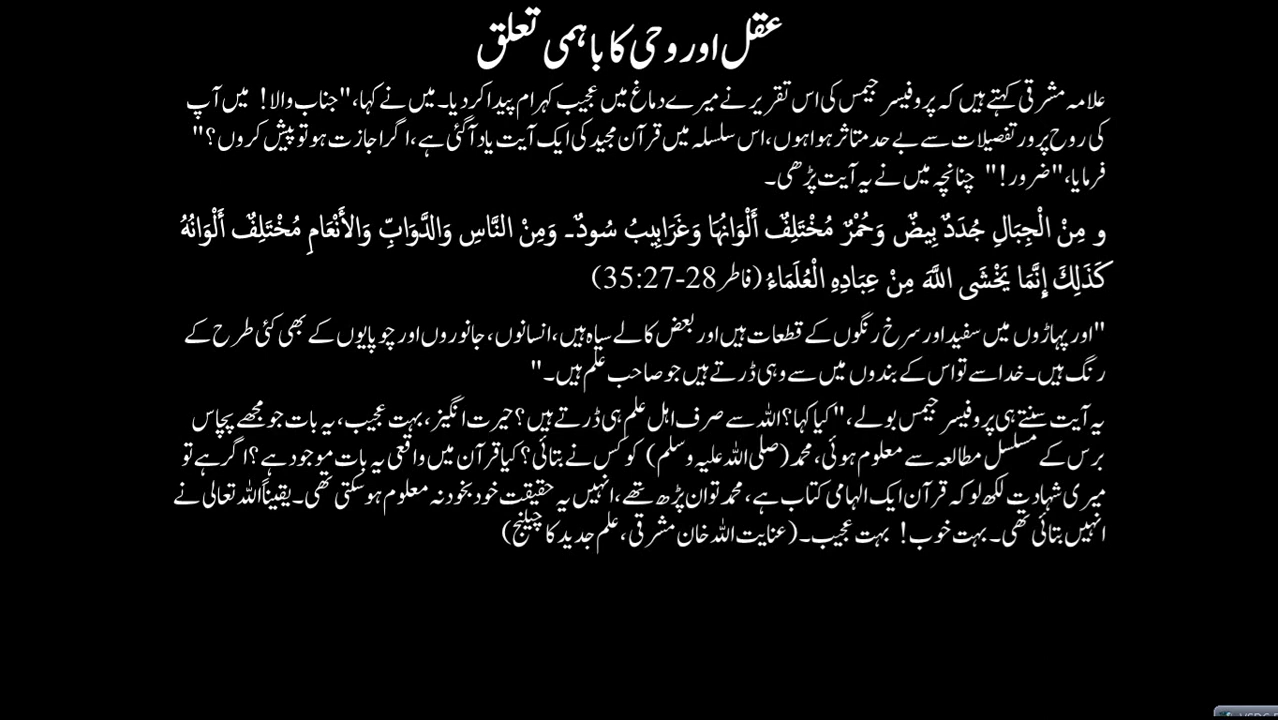 عقل اور وحی کا باہمی تعلق
علامہ مشرقی کہتے ہیں کہ پروفیسر جیمس کی اس تقریر نے میرے دماغ میں عجیب کہرام پیدا کر دیا۔ میں نے کہا، "جناب والا! میں آپ
کی روح پرور تفصیلات سے بے حد متاثر ہوا ہوں، اس سلسلہ میں قرآن مجید کی ایک آیت یاد آگئی ہے، اگر اجازت ہو تو پیش کروں؟"
فرمایا، "ضرور!" چنانچہ میں نے یہ آیت پڑھی۔
و مِنْ الْجِبَالِ جُدَدٌ بِيضٌ وَحُمْرٌ مُخْتَلِفٌ أَلْوَانُهَا وَغَرَابِيبُ سُودٌ۔ وَمِنْ النَّاسِ وَالدَّوَابِّ وَالأَنْعَامِ مُخْتَلِفٌ أَلْوَانُهُ
كَذَلِكَ إِنَّمَا يَخْشَى اللَّهَ مِنْ عِبَادِهِ الْعُلَمَاءُ (فاطر 28-35:27)
"اور پہاڑوں میں سفید اور سرخ رنگوں کے قطعات ہیں اور بعض کالے سیاہ ہیں، انسانوں، جانوروں اور چوپایوں کے بھی کئی طرح کے
رنگ ہیں۔ خدا سے تو اس کے بندوں میں سے وہی ڈرتے ہیں جو صاحب علم ہیں۔"
یہ آیت سنتے ہی پروفیسر جیمس بولے، "کیا کہا؟ اللہ سے صرف اہل علم ہی ڈرتے ہیں؟ حیرت انگیز، بہت عجیب، یہ بات جو مجھے پچاس
برس کے مسلسل مطالعہ سے معلوم ہوئی، محمد (صلی اللہ علیہ وسلم) کو کس نے بتائی؟ کیا قرآن میں واقعی یہ بات موجود ہے؟ اگر ہے تو
میری شہادت لکھ لو کہ قرآن ایک الہامی کتاب ہے، محمد تو ان پڑھ تھے، انہیں یہ حقیقت خود بخود نہ معلوم ہو سکتی تھی۔ یقیناً اللہ تعالی نے
انہیں بتائی تھی۔ بہت خوب! بہت عجیب۔ (عنایت اللہ خان مشرقی، علم جدید کا چیلنج)